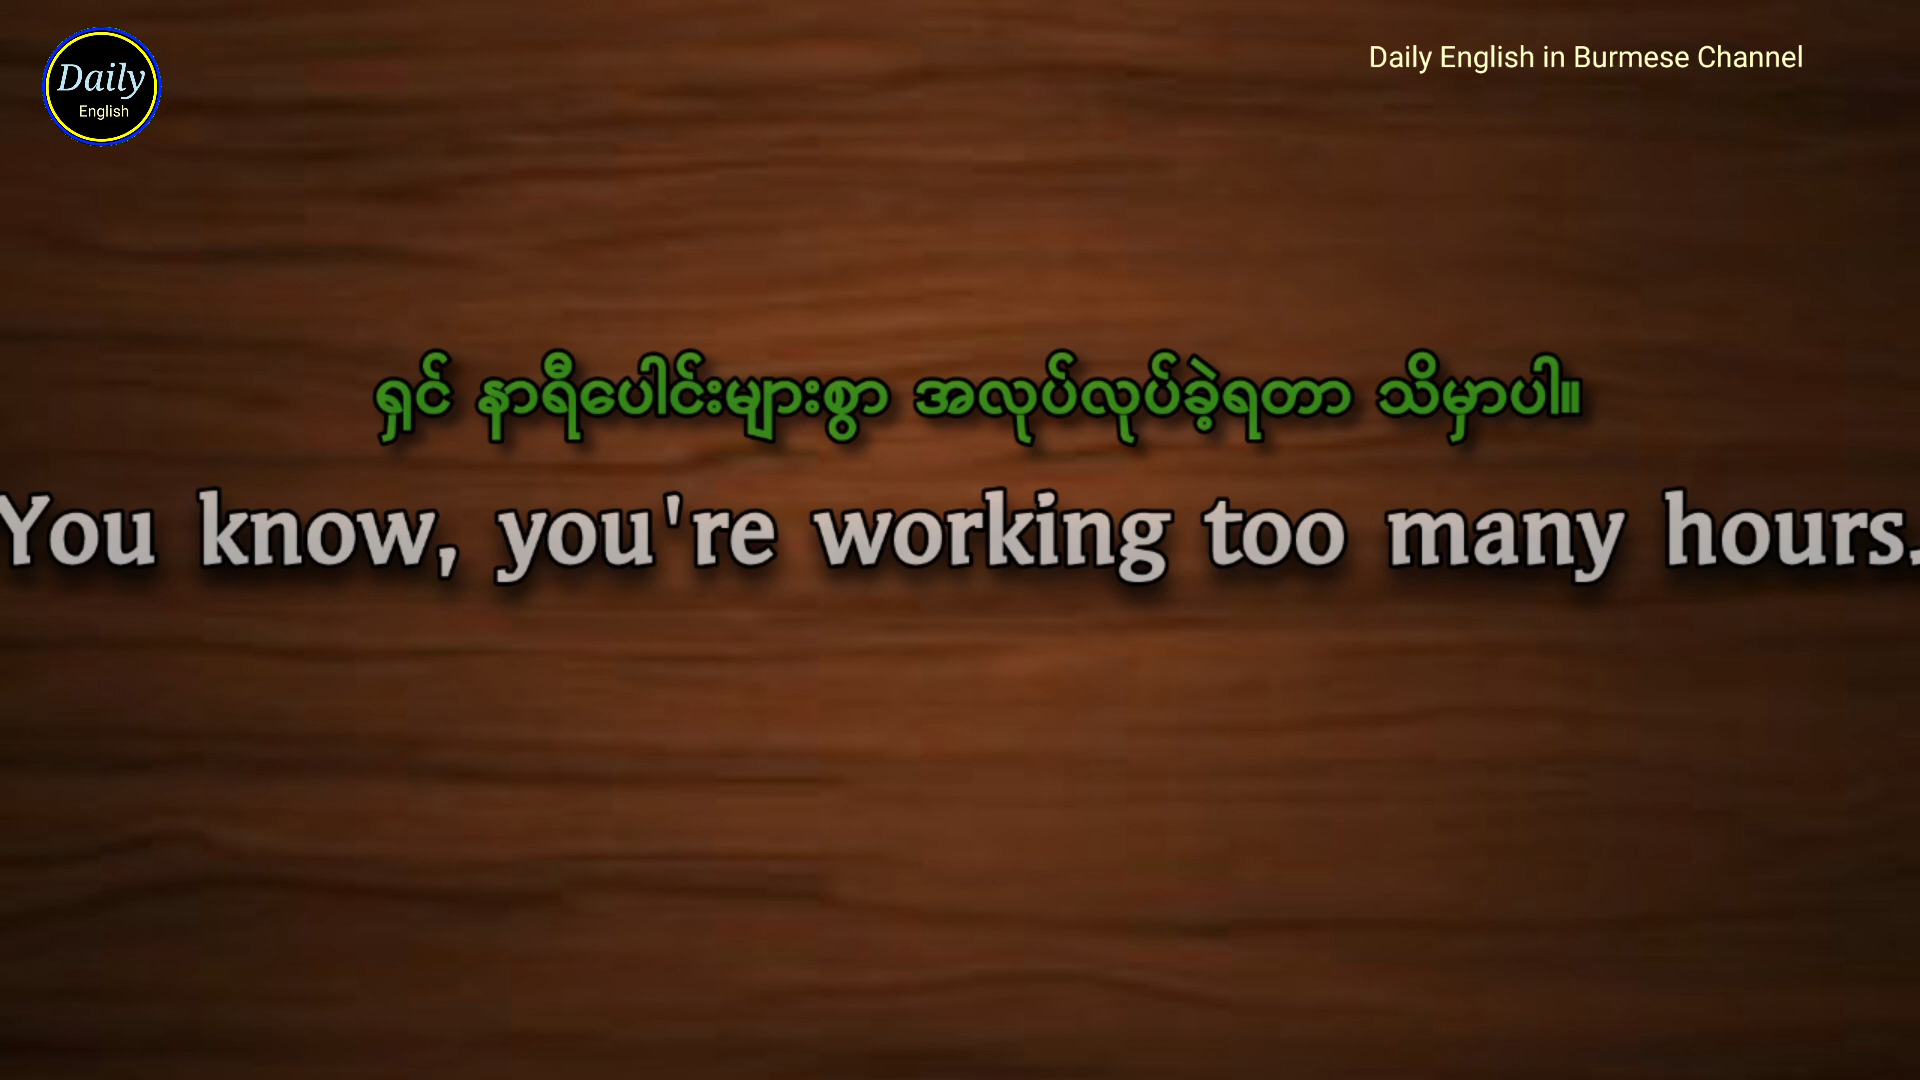 Daily
English
Daily English in Burmese Channel
ရှင် နာရီပေါင်းများစွာ အလုပ်လုပ်ခဲ့ရတာ သိမှာပါ။
You know, you're working too many hours.